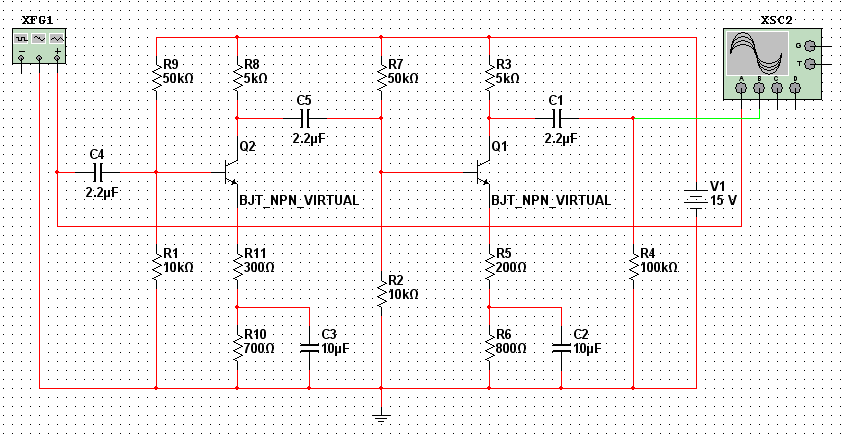 XFG1
XSC2
G
T
A B C D
R9
50kΩ
R8
5kΩ
R7
50kΩ
R3
5kΩ
C5
2.2µF
C1
2.2µF
Q2
BJT_NPN_VIRTUAL
Q1
BJT_NPN_VIRTUAL
C4
2.2µF
V1
15 V
R1
10kΩ
R11
300Ω
R2
10kΩ
R5
200Ω
R4
100kΩ
R10
700Ω
C3
10µF
R6
800Ω
C2
10µF